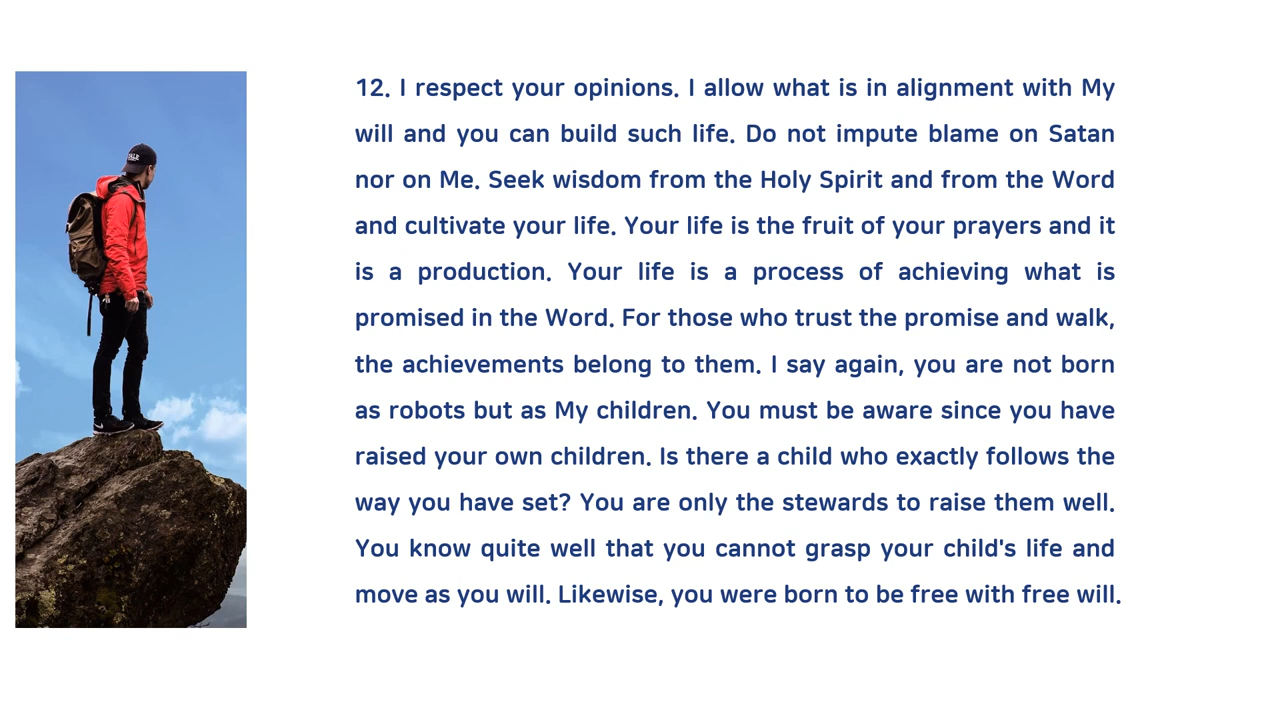 12. I respect your opinions. I allow what is in alignment with My
will and you can build such life. Do not impute blame on Satan
nor on Me. Seek wisdom from the Holy Spirit and from the Word
and cultivate your life. Your life is the fruit of your prayers and it
is a production. Your life is a process of achieving what is
promised in the Word. For those who trust the promise and walk,
the achievements belong to them. I say again, you are not born
as robots but as My children. You must be aware since you have
raised your own children. Is there a child who exactly follows the
way you have set? You are only the stewards to raise them well.
You know quite well that you cannot grasp your child's life and
move as you will. Likewise, you were born to be free with free will.